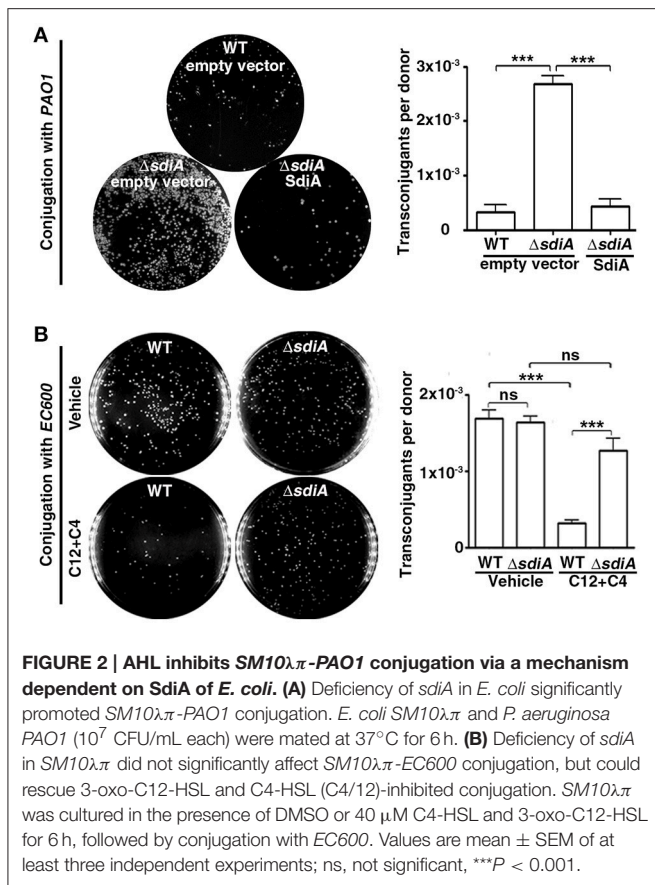 A
Conjugation with PAO1
WT
empty vector
ΔsdiA
empty vector
ΔsdiA
SdiA
Transconjugants per donor
3x10⁻³
2x10⁻³
1x10⁻³
0
***
***
WT ΔsdiA ΔsdiA
empty vector SdiA
B
Conjugation with EC600
Vehicle
C12+C4
WT
ΔsdiA
WT
ΔsdiA
Transconjugants per donor
2x10⁻³
1x10⁻³
0
ns
***
ns
***
WT ΔsdiA WT ΔsdiA
Vehicle C12+C4
FIGURE 2 | AHL inhibits SM10λπ-PAO1 conjugation via a mechanism
dependent on SdiA of E. coli. (A) Deficiency of sdiA in E. coli significantly
promoted SM10λπ-PAO1 conjugation. E. coli SM10λπ and P. aeruginosa
PAO1 (10⁷ CFU/mL each) were mated at 37°C for 6 h. (B) Deficiency of sdiA
in SM10λπ did not significantly affect SM10λπ-EC600 conjugation, but could
rescue 3-oxo-C12-HSL and C4-HSL (C4/12)-inhibited conjugation. SM10λπ
was cultured in the presence of DMSO or 40 μM C4-HSL and 3-oxo-C12-HSL
for 6 h, followed by conjugation with EC600. Values are mean ± SEM of at
least three independent experiments; ns, not significant, ***P < 0.001.